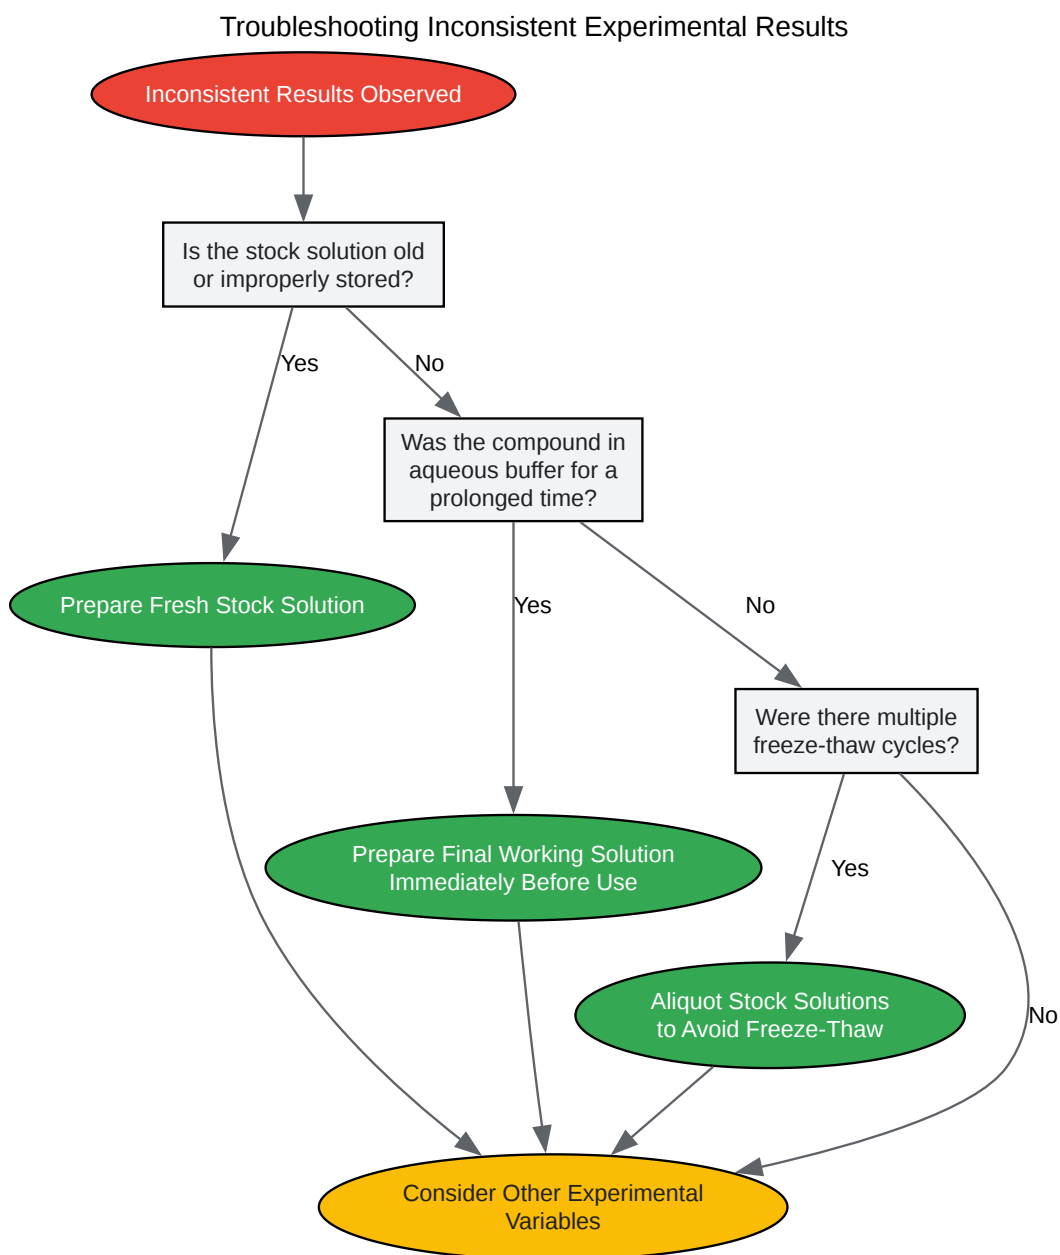 Troubleshooting Inconsistent Experimental Results
Inconsistent Results Observed
Is the stock solution old
or improperly stored?
Yes
No
Was the compound in
aqueous buffer for a
prolonged time?
Prepare Fresh Stock Solution
Yes
No
Were there multiple
freeze-thaw cycles?
Prepare Final Working Solution
Immediately Before Use
Yes
Aliquot Stock Solutions
to Avoid Freeze-Thaw
No
Consider Other Experimental
Variables